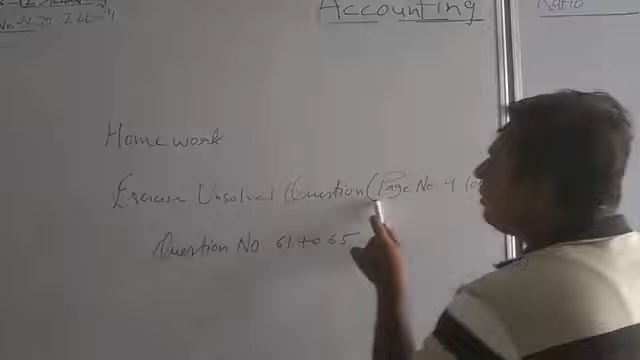 Accounting
Ratio
Home work
Exercise Unsolved Question (Page No 4
Question No 61 to 65